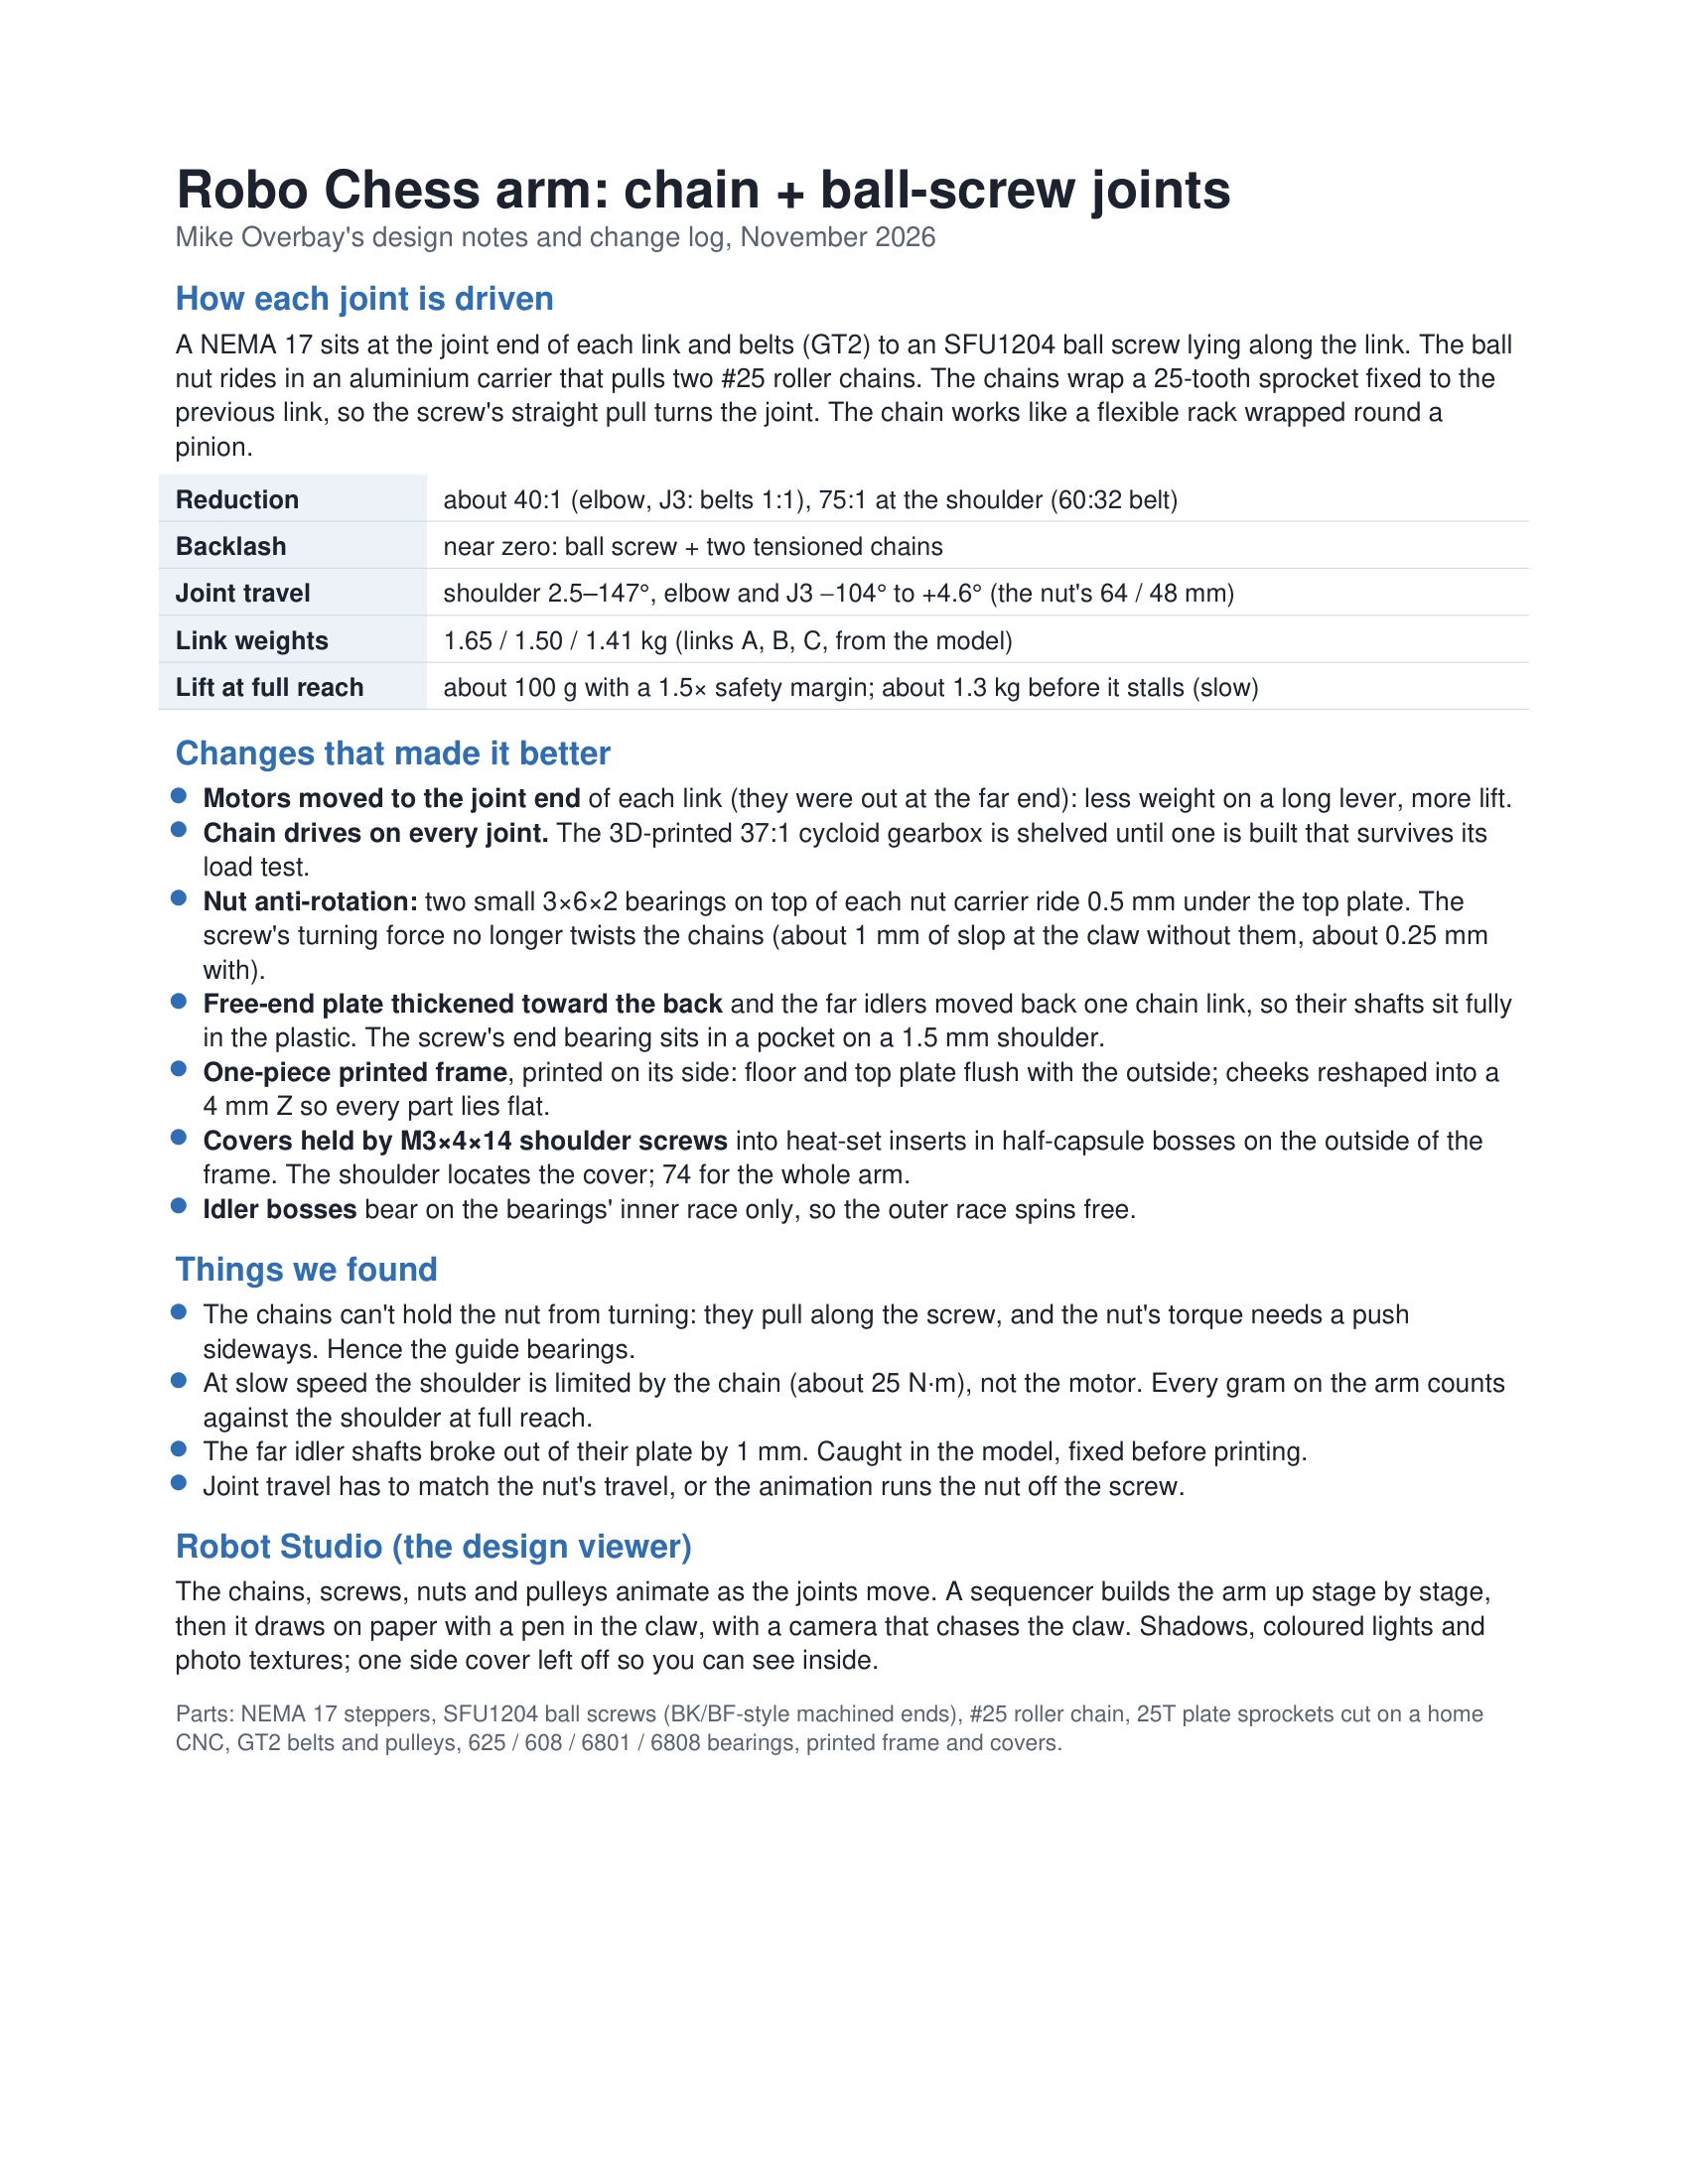 Robo Chess arm: chain + ball-screw joints
Mike Overbay's design notes and change log, November 2026
How each joint is driven
A NEMA 17 sits at the joint end of each link and belts (GT2) to an SFU1204 ball screw lying along the link. The ball
nut rides in an aluminium carrier that pulls two #25 roller chains. The chains wrap a 25-tooth sprocket fixed to the
previous link, so the screw's straight pull turns the joint. The chain works like a flexible rack wrapped round a
pinion.
Reduction about 40:1 (elbow, J3: belts 1:1), 75:1 at the shoulder (60:32 belt)
Backlash near zero: ball screw + two tensioned chains
Joint travel shoulder 2.5–147°, elbow and J3 −104° to +4.6° (the nut's 64 / 48 mm)
Link weights 1.65 / 1.50 / 1.41 kg (links A, B, C, from the model)
Lift at full reach about 100 g with a 1.5× safety margin; about 1.3 kg before it stalls (slow)
Changes that made it better
● Motors moved to the joint end of each link (they were out at the far end): less weight on a long lever, more lift.
● Chain drives on every joint. The 3D-printed 37:1 cycloid gearbox is shelved until one is built that survives its
load test.
● Nut anti-rotation: two small 3×6×2 bearings on top of each nut carrier ride 0.5 mm under the top plate. The
screw's turning force no longer twists the chains (about 1 mm of slop at the claw without them, about 0.25 mm
with).
● Free-end plate thickened toward the back and the far idlers moved back one chain link, so their shafts sit fully
in the plastic. The screw's end bearing sits in a pocket on a 1.5 mm shoulder.
● One-piece printed frame, printed on its side: floor and top plate flush with the outside; cheeks reshaped into a
4 mm Z so every part lies flat.
● Covers held by M3×4×14 shoulder screws into heat-set inserts in half-capsule bosses on the outside of the
frame. The shoulder locates the cover; 74 for the whole arm.
● Idler bosses bear on the bearings' inner race only, so the outer race spins free.
Things we found
● The chains can't hold the nut from turning: they pull along the screw, and the nut's torque needs a push
sideways. Hence the guide bearings.
● At slow speed the shoulder is limited by the chain (about 25 N·m), not the motor. Every gram on the arm counts
against the shoulder at full reach.
● The far idler shafts broke out of their plate by 1 mm. Caught in the model, fixed before printing.
● Joint travel has to match the nut's travel, or the animation runs the nut off the screw.
Robot Studio (the design viewer)
The chains, screws, nuts and pulleys animate as the joints move. A sequencer builds the arm up stage by stage,
then it draws on paper with a pen in the claw, with a camera that chases the claw. Shadows, coloured lights and
photo textures; one side cover left off so you can see inside.
Parts: NEMA 17 steppers, SFU1204 ball screws (BK/BF-style machined ends), #25 roller chain, 25T plate sprockets cut on a home
CNC, GT2 belts and pulleys, 625 / 608 / 6801 / 6808 bearings, printed frame and covers.